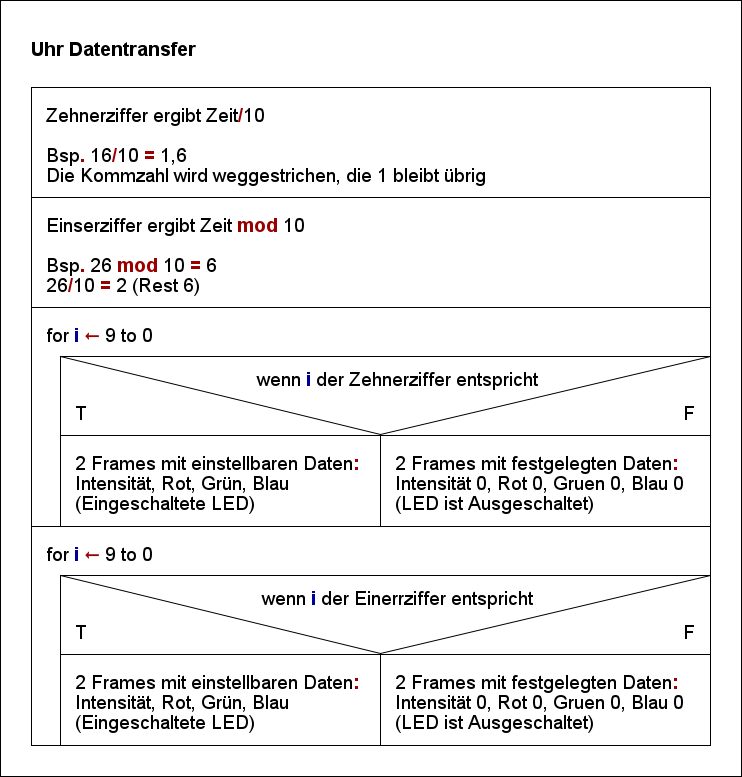 Uhr Datentransfer
Zehnerziffer ergibt Zeit/10
Bsp. 16/10 = 1,6
Die Kommzahl wird weggestrichen, die 1 bleibt übrig
Einserziffer ergibt Zeit mod 10
Bsp. 26 mod 10 = 6
26/10 = 2 (Rest 6)
for i ← 9 to 0
wenn i der Zehnerziffer entspricht
T F
2 Frames mit einstellbaren Daten:
Intensität, Rot, Grün, Blau
(Eingeschaltete LED)
2 Frames mit festgelegten Daten:
Intensität 0, Rot 0, Gruen 0, Blau 0
(LED ist Ausgeschaltet)
for i ← 9 to 0
wenn i der Einerrziffer entspricht
T F
2 Frames mit einstellbaren Daten:
Intensität, Rot, Grün, Blau
(Eingeschaltete LED)
2 Frames mit festgelegten Daten:
Intensität 0, Rot 0, Gruen 0, Blau 0
(LED ist Ausgeschaltet)